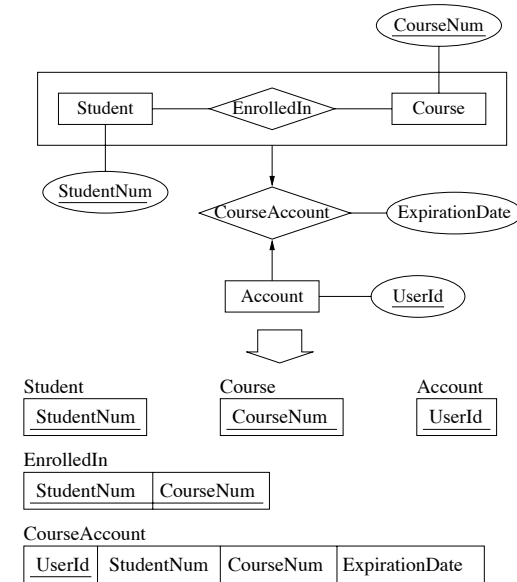 CourseNum
Student EnrolledIn Course
StudentNum
CourseAccount ExpirationDate
Account UserId
Student Course Account
StudentNum CourseNum UserId
EnrolledIn
StudentNum CourseNum
CourseAccount
UserId StudentNum CourseNum ExpirationDate